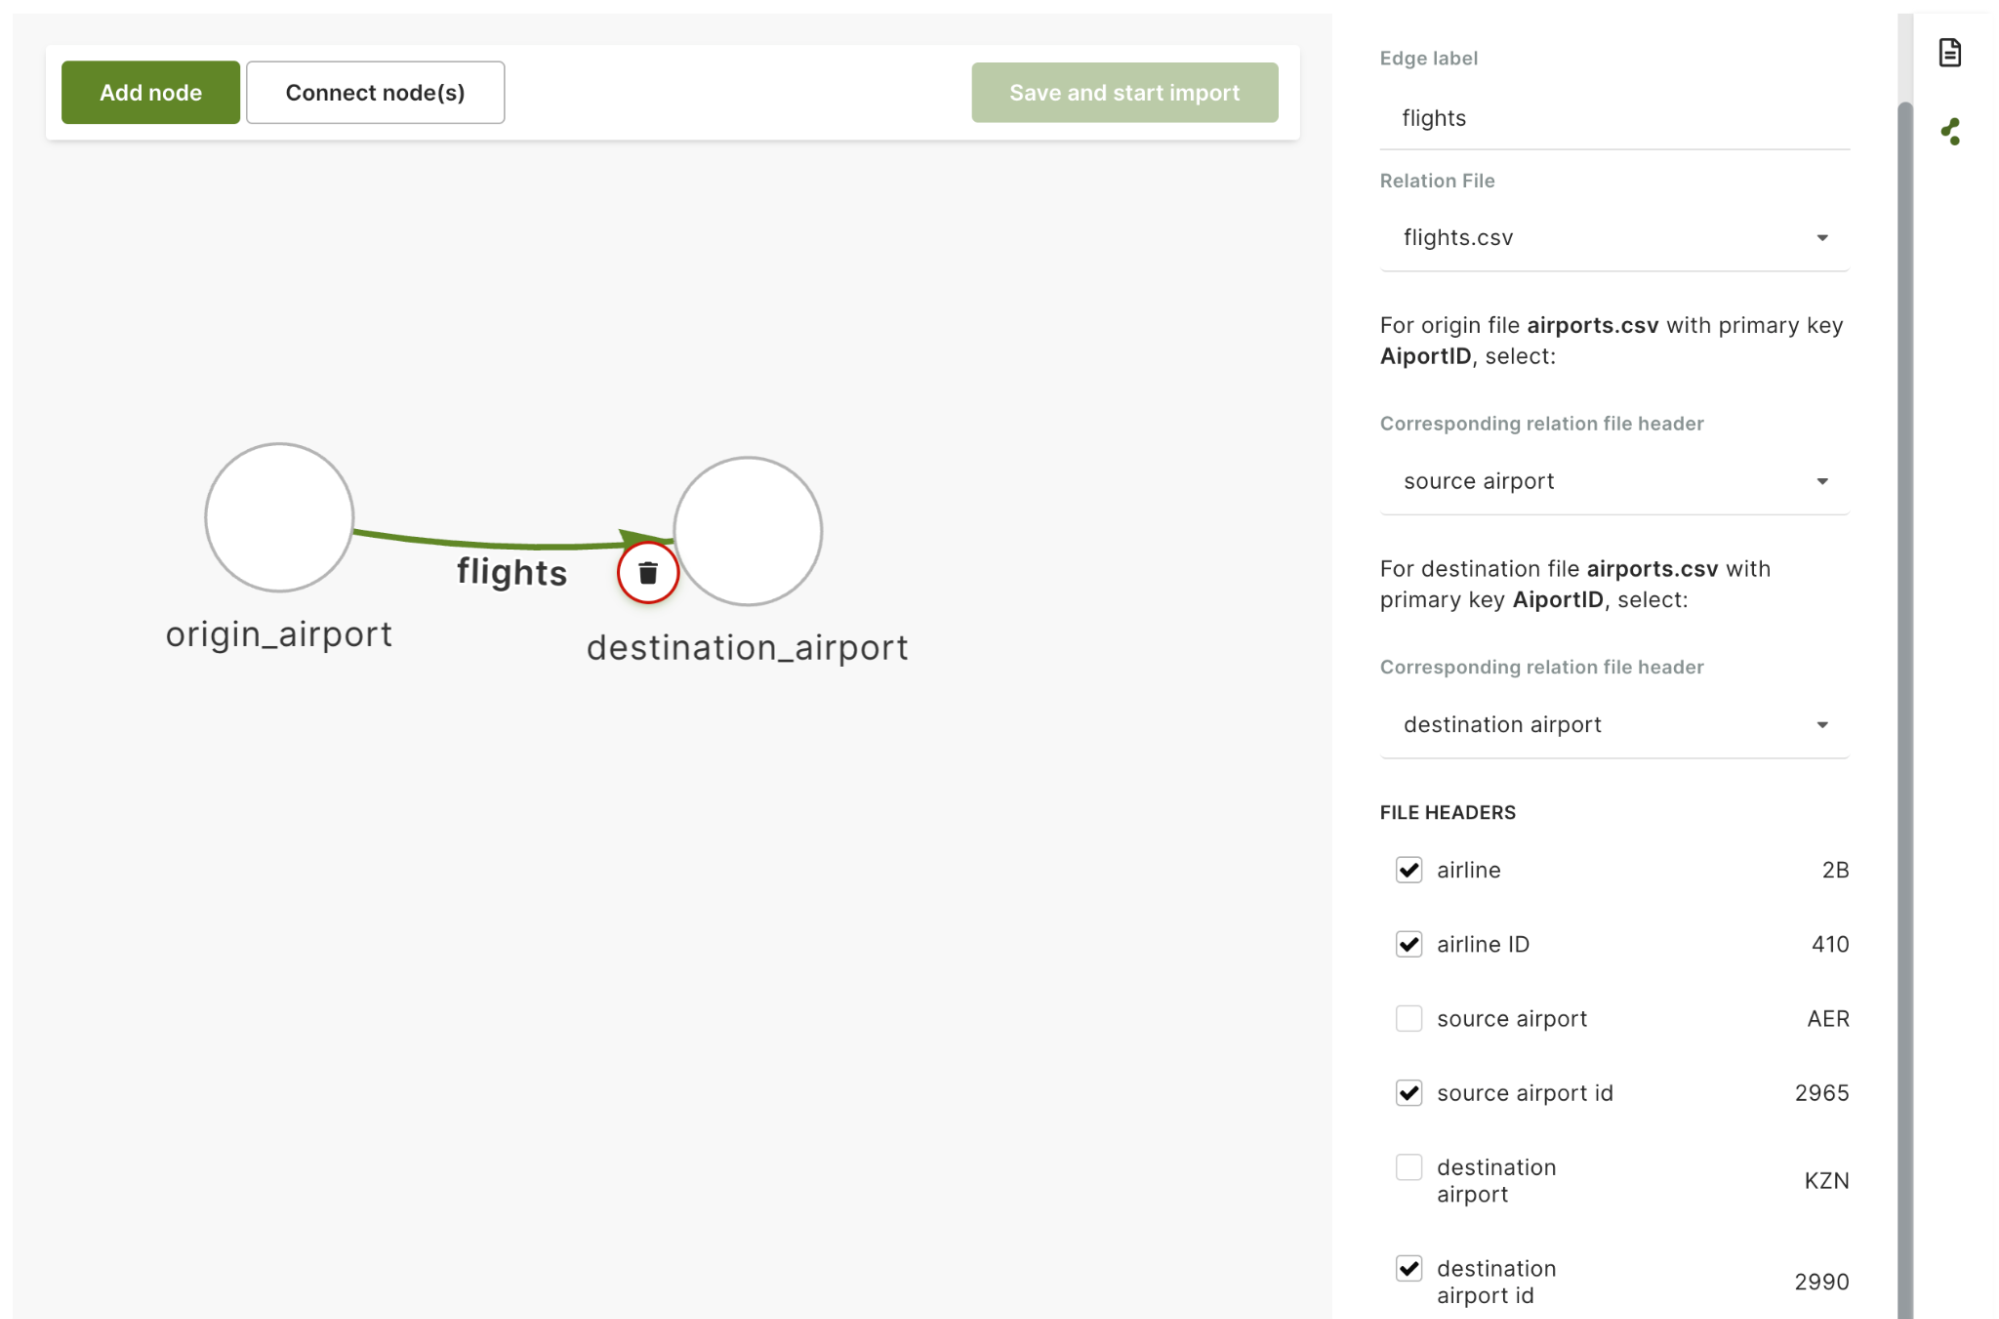 Add node
Connect node(s)
Save and start import
flights
origin_airport
destination_airport
Edge label
flights
Relation File
flights.csv
For origin file airports.csv with primary key
AiportID, select:
Corresponding relation file header
source airport
For destination file airports.csv with
primary key AiportID, select:
Corresponding relation file header
destination airport
FILE HEADERS
airline 2B
airline ID 410
source airport AER
source airport id 2965
destination
airport KZN
destination
airport id 2990